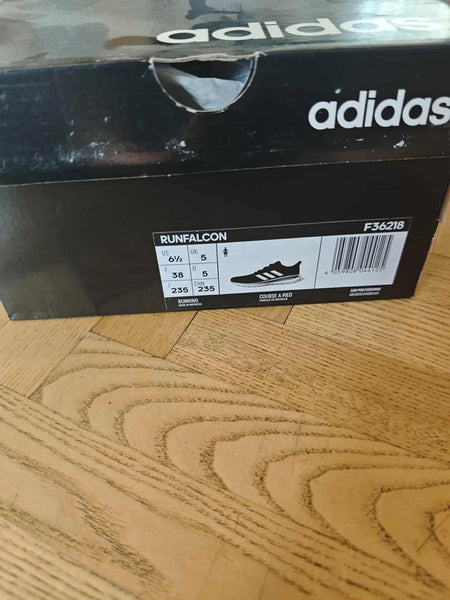 adidas
adidas
RUNFALCON F36218
US 6½ UK 5
F 38 D 5
J 235 CHN 235
RUNNING
COURSE A PIED